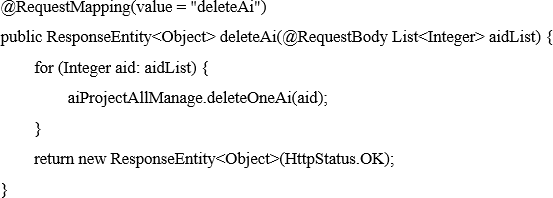 @RequestMapping(value = "deleteAi")
public ResponseEntity<Object> deleteAi(@RequestBody List<Integer> aidList) {
    for (Integer aid: aidList) {
        aiProjectAllManage.deleteOneAi(aid);
    }
    return new ResponseEntity<Object>(HttpStatus.OK);
}